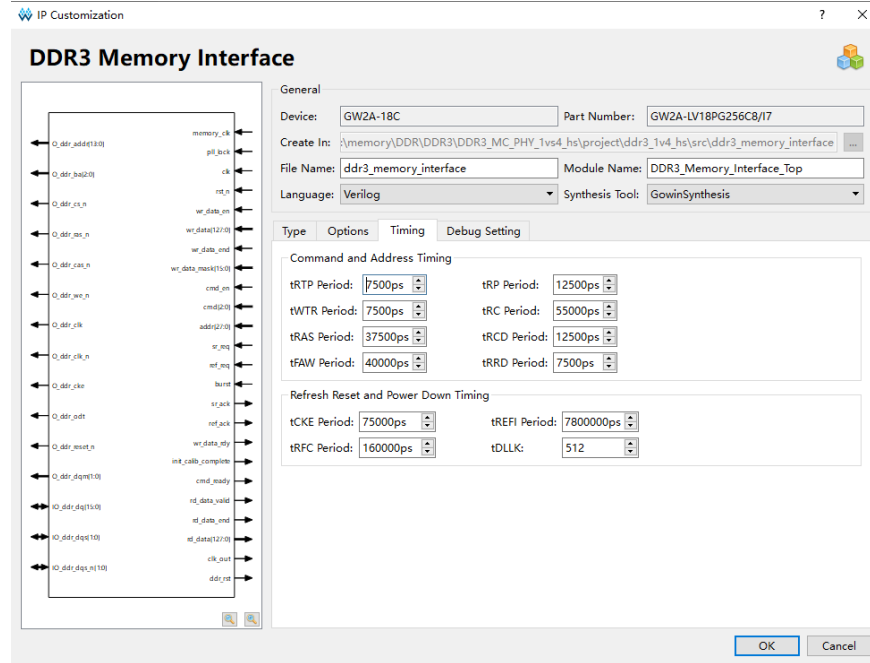 IP Customization ? ×
DDR3 Memory Interface
O_ddr_addr(13:0)
O_ddr_ba(2:0)
O_ddr_cs_n
O_ddr_ras_n
O_ddr_cas_n
O_ddr_we_n
O_ddr_clk
O_ddr_clk_n
O_ddr_cke
O_ddr_odt
O_ddr_reset_n
O_ddr_dqm(1:0)
IO_ddr_dq(15:0)
IO_ddr_dqs(1:0)
IO_ddr_dqs_n(1:0)
memory_clk
pll_lock
clk
rst_n
wr_data_en
wr_data(127:0)
wr_data_end
wr_data_mask(15:0)
cmd_en
cmd(2:0)
addr(27:0)
sr_req
ref_req
burst
sr_ack
ref_ack
wr_data_rdy
init_calib_complete
cmd_ready
rd_data_valid
rd_data_end
rd_data(127:0)
clk_out
ddr_rst
General
Device: GW2A-18C Part Number: GW2A-LV18PG256C8/I7
Create In: :\memory\DDR\DDR3\DDR3_MC_PHY_1vs4_hs\project\ddr3_1v4_hs\src\ddr3_memory_interface ...
File Name: ddr3_memory_interface Module Name: DDR3_Memory_Interface_Top
Language: Verilog Synthesis Tool: GowinSynthesis
Type Options Timing Debug Setting
Command and Address Timing
tRTP Period: 7500ps tRP Period: 12500ps
tWTR Period: 7500ps tRC Period: 55000ps
tRAS Period: 37500ps tRCD Period: 12500ps
tFAW Period: 40000ps tRRD Period: 7500ps
Refresh Reset and Power Down Timing
tCKE Period: 75000ps tREFI Period: 7800000ps
tRFC Period: 160000ps tDLLK: 512
OK Cancel